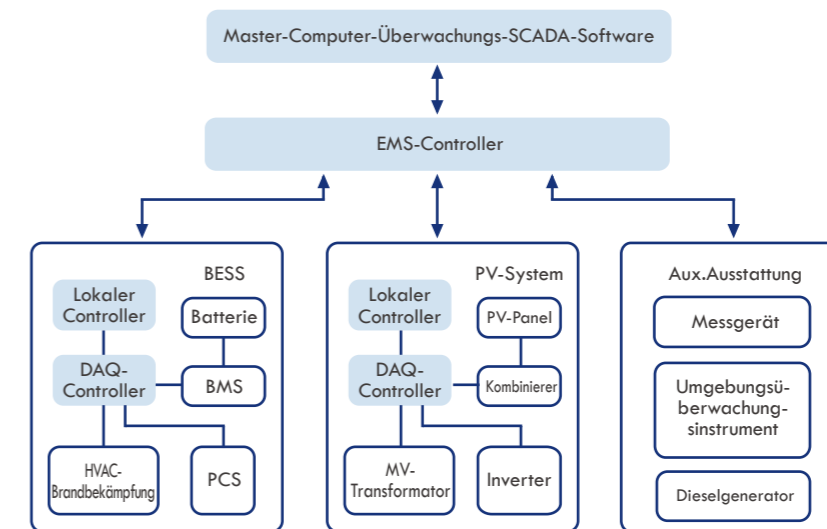 Master-Computer-Überwachungs-SCADA-Software
EMS-Controller
BESS
Lokaler
Controller
Batterie
DAQ-
Controller
BMS
HVAC-
Brandbekämpfung
PCS
PV-System
Lokaler
Controller
PV-Panel
DAQ-
Controller
Kombinierer
MV-
Transformator
Inverter
Aux.Ausstattung
Messgerät
Umgebungsü-
berwachung-
sinstrument
Dieselgenerator